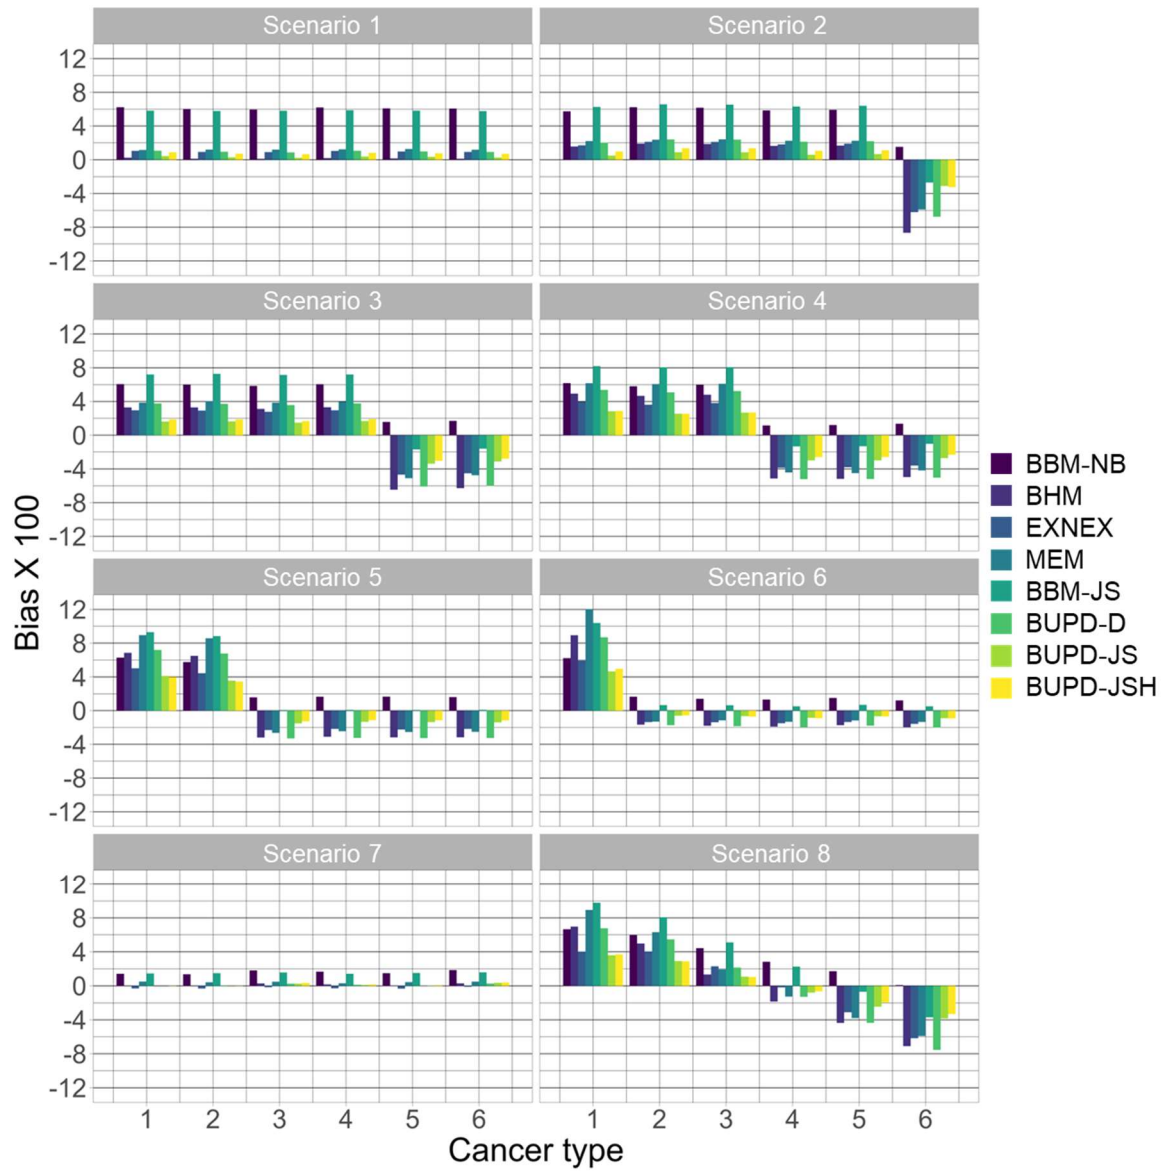 Scenario 1
Scenario 2
12
8
4
0
-4
-8
-12
Scenario 3
Scenario 4
12
8
4
0
-4
-8
-12
Scenario 5
Scenario 6
12
8
4
0
-4
-8
-12
Scenario 7
Scenario 8
12
8
4
0
-4
-8
-12
1 2 3 4 5 6
1 2 3 4 5 6
Cancer type
Bias X 100
BBM-NB
BHM
EXNEX
MEM
BBM-JS
BUPD-D
BUPD-JS
BUPD-JSH